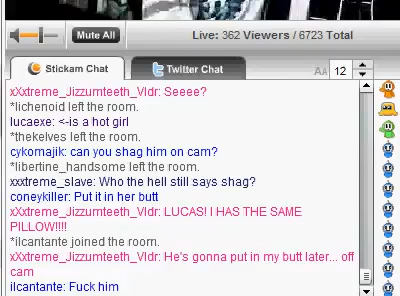 Mute All
Live: 362 Viewers / 6723 Total
Stickam Chat
Twitter Chat
AA 12
xXxtreme_Jizzumteeth_Vldr: Seeee?
*lichenoid left the room.
lucaexe: <-is a hot girl
*thekelves left the room.
cykomajik: can you shag him on cam?
*libertine_handsome left the room.
xxxtreme_slave: Who the hell still says shag?
coneykiller: Put it in her butt
xXxtreme_Jizzumteeth_Vldr: LUCAS! I HAS THE SAME
PILLOW!!!!
*ilcantante joined the room.
xXxtreme_Jizzumteeth_Vldr: He's gonna put in my butt later... off
cam
ilcantante: Fuck him